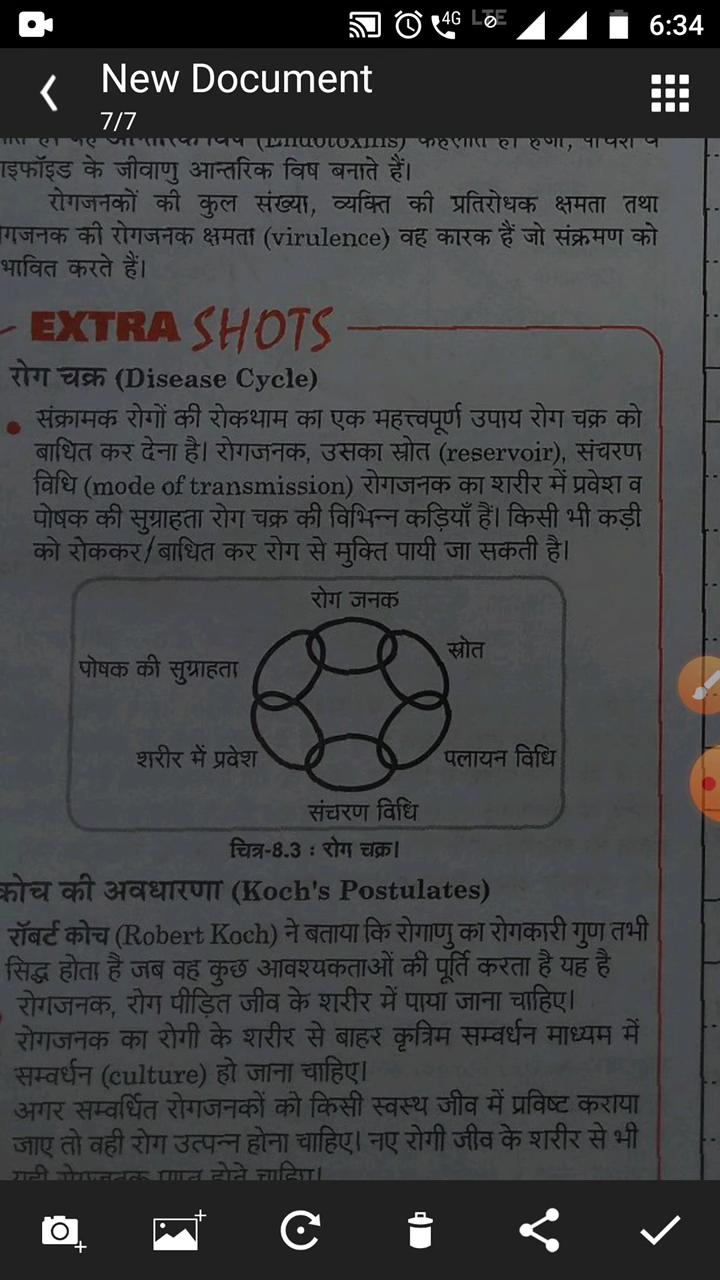 4G LTE 6:34
New Document
7/7
(Endotoxins)
के जीवाणु आन्तरिक विष बनाते हैं।
रोगजनकों की कुल संख्या, व्यक्ति की प्रतिरोधक क्षमता तथा
गजनक की रोगजनक क्षमता (virulence) वह कारक हैं जो संक्रमण को
भावित करते हैं।
EXTRA SHOTS
रोग चक्र (Disease Cycle)
• संक्रामक रोगों की रोकथाम का एक महत्त्वपूर्ण उपाय रोग चक्र को
बाधित कर देना है। रोगजनक, उसका स्रोत (reservoir), संचरण
विधि (mode of transmission) रोगजनक का शरीर में प्रवेश व
पोषक की सुग्राहता रोग चक्र की विभिन्न कड़ियाँ हैं। किसी भी कड़ी
को रोककर/बाधित कर रोग से मुक्ति पायी जा सकती है।
रोग जनक
स्रोत
पोषक की सुग्राहता
शरीर में प्रवेश
पलायन विधि
संचरण विधि
चित्र-8.3 : रोग चक्र।
कोच की अवधारणा (Koch's Postulates)
रॉबर्ट कोच (Robert Koch) ने बताया कि रोगाणु का रोगकारी गुण तभी
सिद्ध होता है जब वह कुछ आवश्यकताओं की पूर्ति करता है यह है
रोगजनक, रोग पीड़ित जीव के शरीर में पाया जाना चाहिए।
रोगजनक का रोगी के शरीर से बाहर कृत्रिम सम्वर्धन माध्यम में
सम्वर्धन (culture) हो जाना चाहिए।
अगर सम्वर्धित रोगजनकों को किसी स्वस्थ जीव में प्रविष्ट कराया
जाए तो वही रोग उत्पन्न होना चाहिए। नए रोगी जीव के शरीर से भी